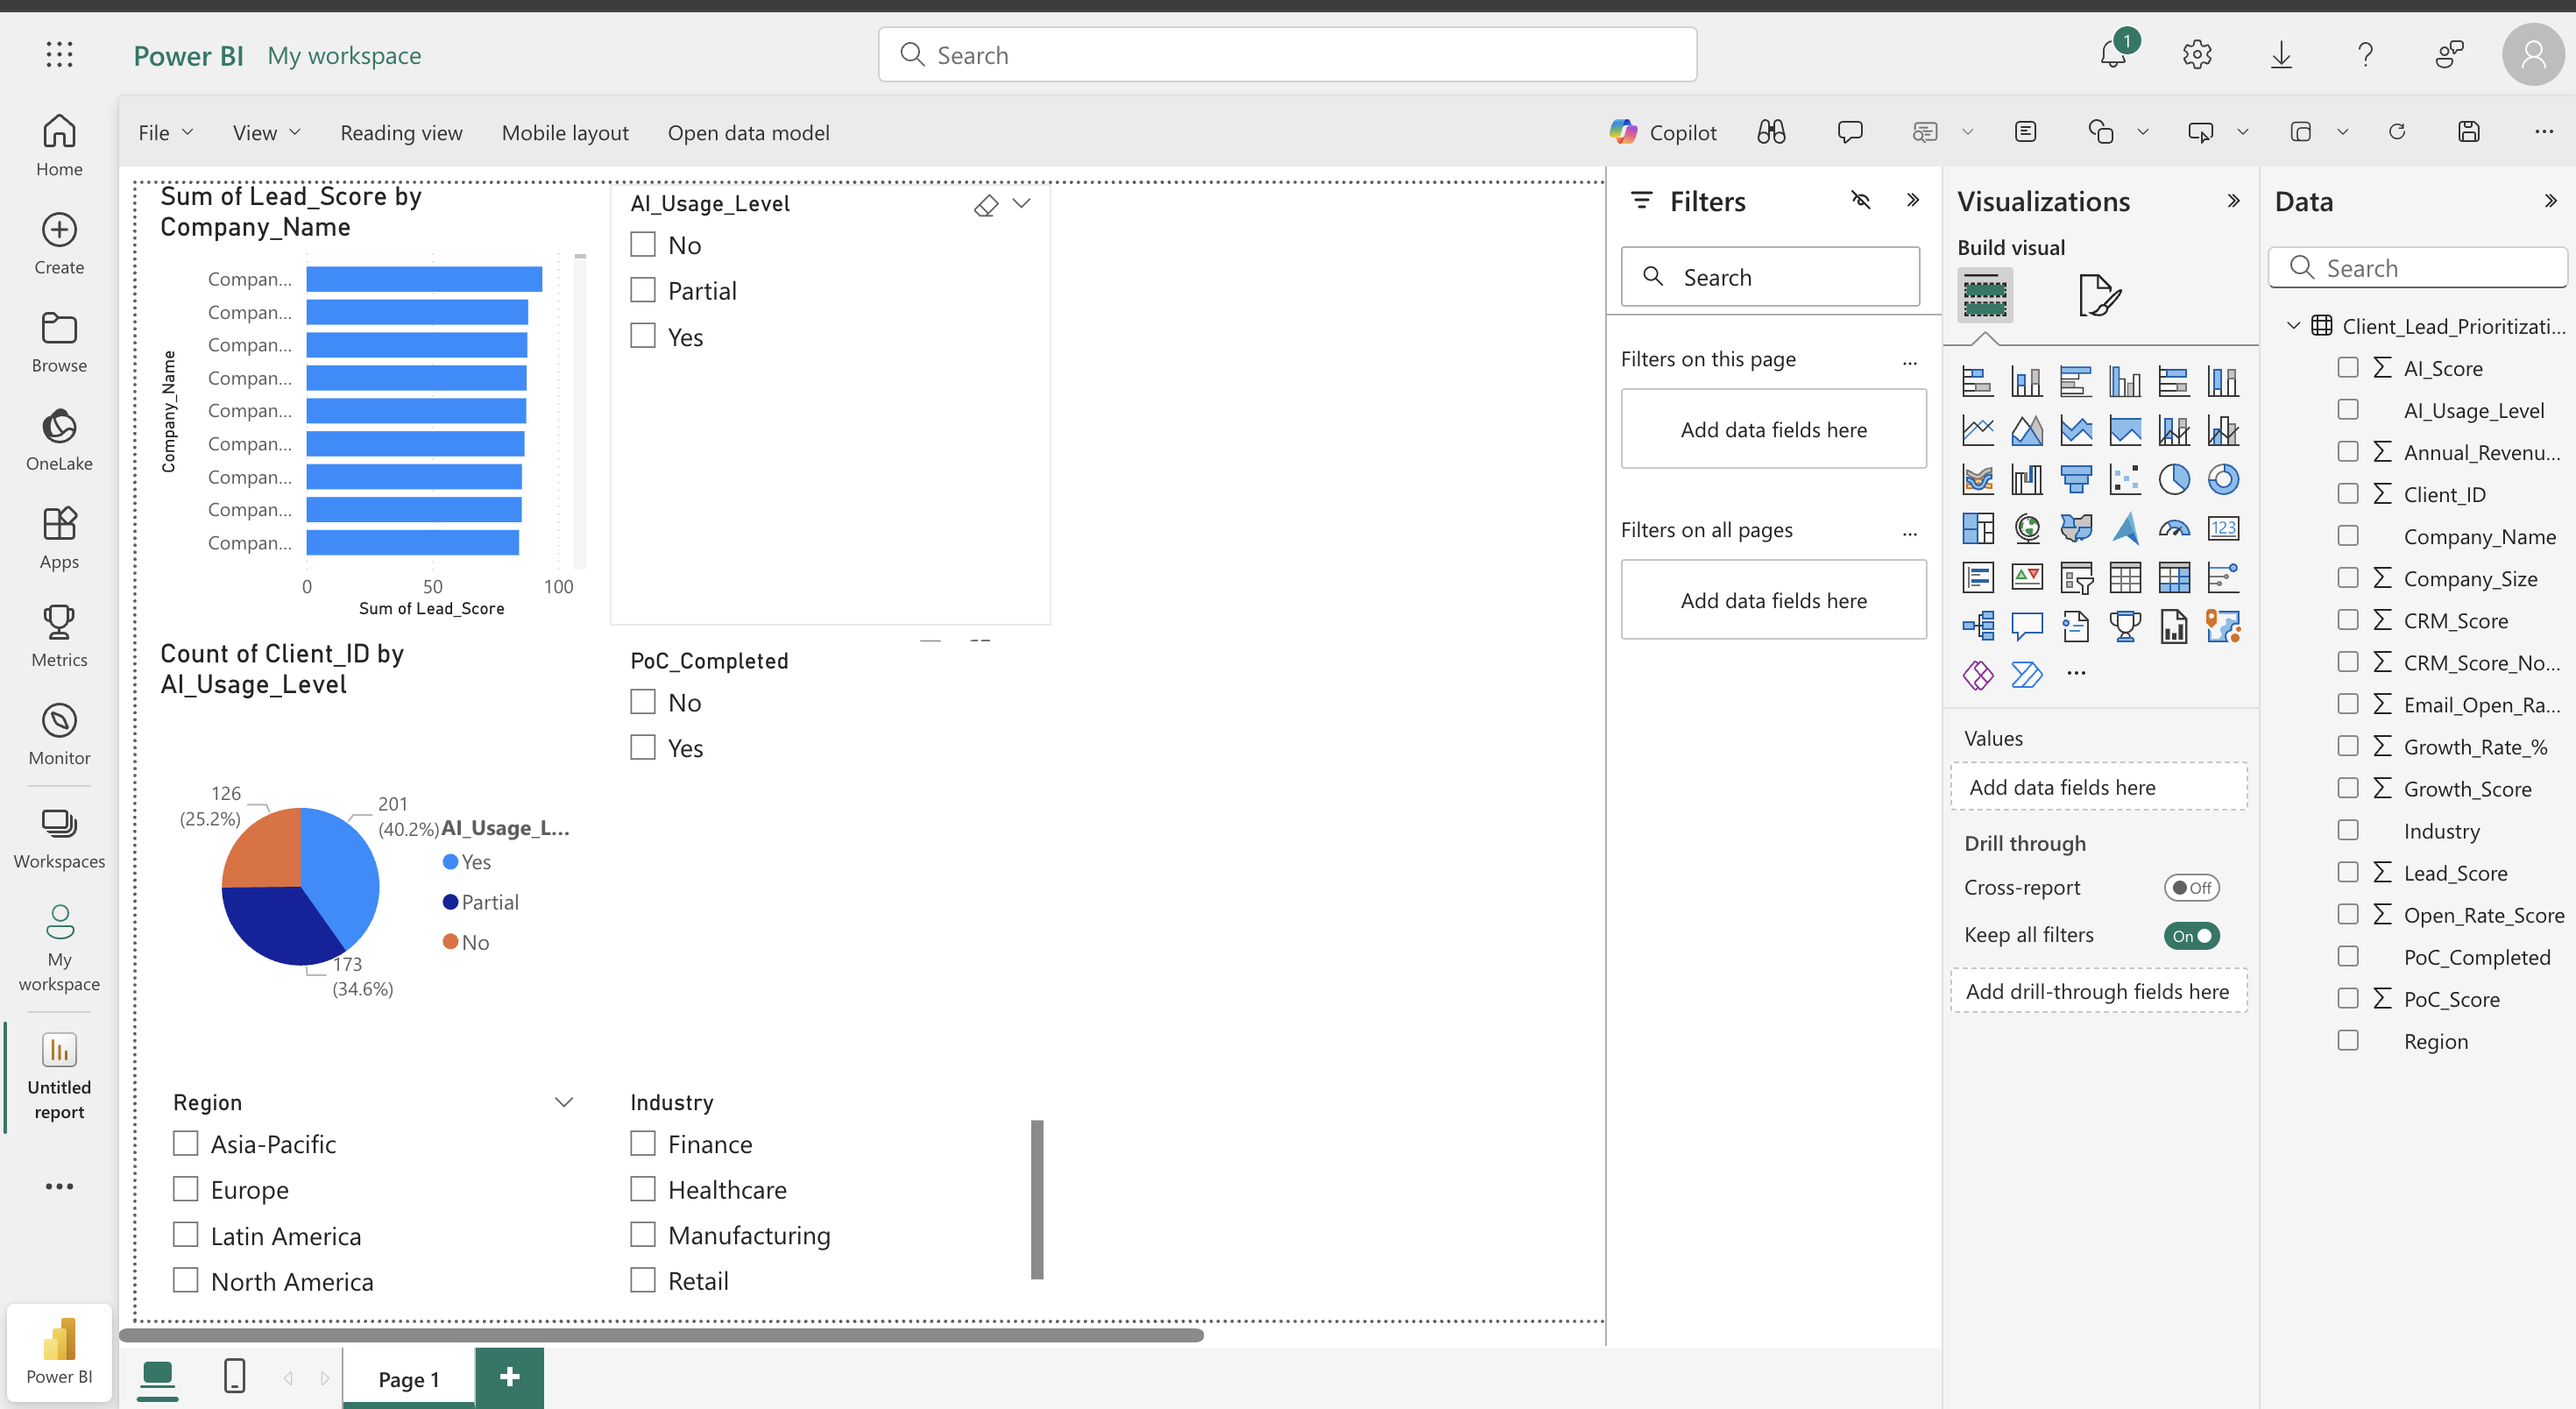 Power BI
My workspace
Search
1
Home
Create
Browse
OneLake
Apps
Metrics
Monitor
Workspaces
My
workspace
Untitled
report
Power BI
File
View
Reading view
Mobile layout
Open data model
Copilot
Sum of Lead_Score by
Company_Name
Company_Name
Compan...
Compan...
Compan...
Compan...
Compan...
Compan...
Compan...
Compan...
Compan...
0
50
100
Sum of Lead_Score
AI_Usage_Level
No
Partial
Yes
Count of Client_ID by
AI_Usage_Level
126
(25.2%)
201
(40.2%)
173
(34.6%)
AI_Usage_L...
Yes
Partial
No
PoC_Completed
No
Yes
Region
Asia-Pacific
Europe
Latin America
North America
Industry
Finance
Healthcare
Manufacturing
Retail
Page 1
Filters
Search
Filters on this page
...
Add data fields here
Filters on all pages
...
Add data fields here
Visualizations
Build visual
123
...
Values
Add data fields here
Drill through
Cross-report
Off
Keep all filters
On
Add drill-through fields here
Data
Search
Client_Lead_Prioritizati...
AI_Score
AI_Usage_Level
Annual_Revenu...
Client_ID
Company_Name
Company_Size
CRM_Score
CRM_Score_No...
Email_Open_Ra...
Growth_Rate_%
Growth_Score
Industry
Lead_Score
Open_Rate_Score
PoC_Completed
PoC_Score
Region